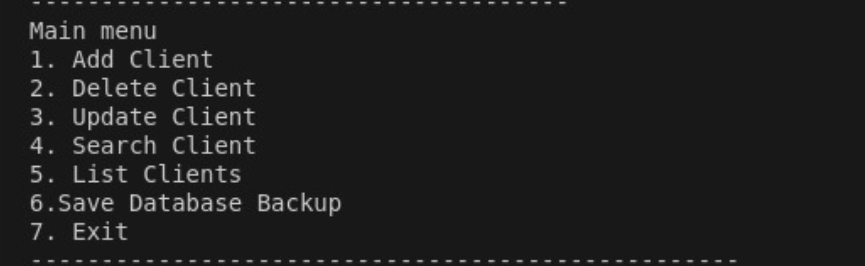 --------------------------------------
Main menu
1. Add Client
2. Delete Client
3. Update Client
4. Search Client
5. List Clients
6.Save Database Backup
7. Exit
--------------------------------------------------